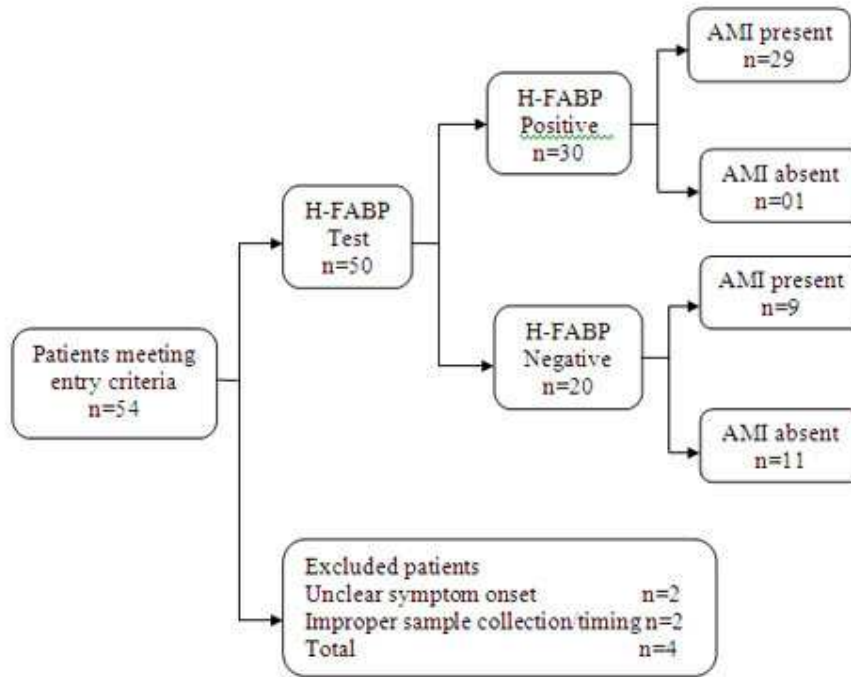 Patients meeting
entry criteria
n=54
H-FABP
Test
n=50
H-FABP
Positive
n=30
AMI present
n=29
AMI absent
n=01
H-FABP
Negative
n=20
AMI present
n=9
AMI absent
n=11
Excluded patients
Unclear symptom onset n=2
Improper sample collection/timing n=2
Total n=4